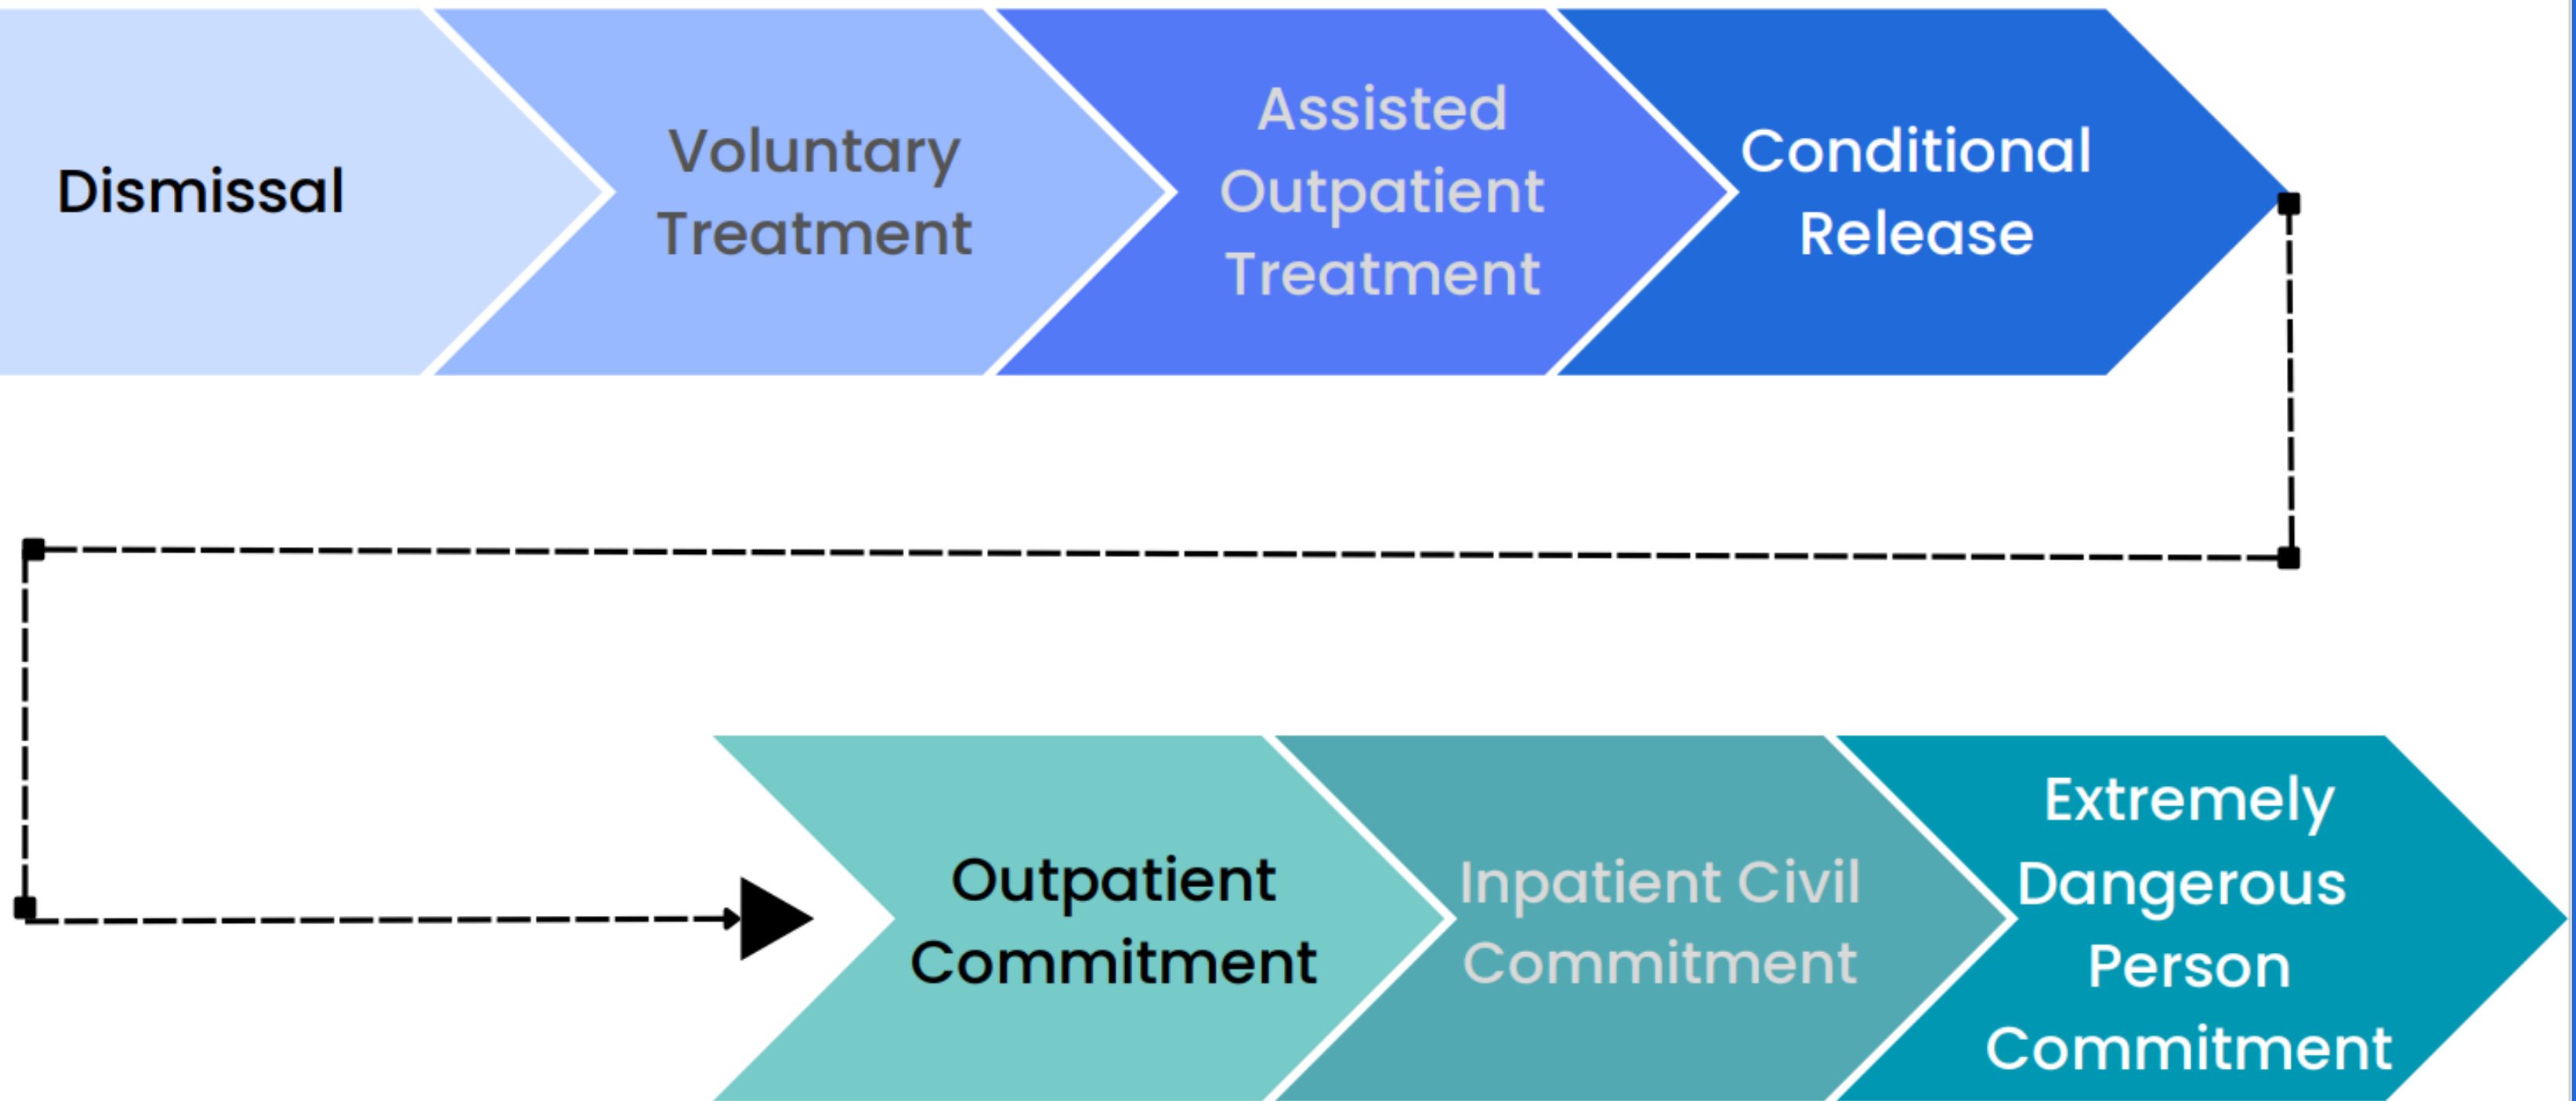 Dismissal
Voluntary
Treatment
Assisted
Outpatient
Treatment
Conditional
Release
Outpatient
Commitment
Inpatient Civil
Commitment
Extremely
Dangerous
Person
Commitment